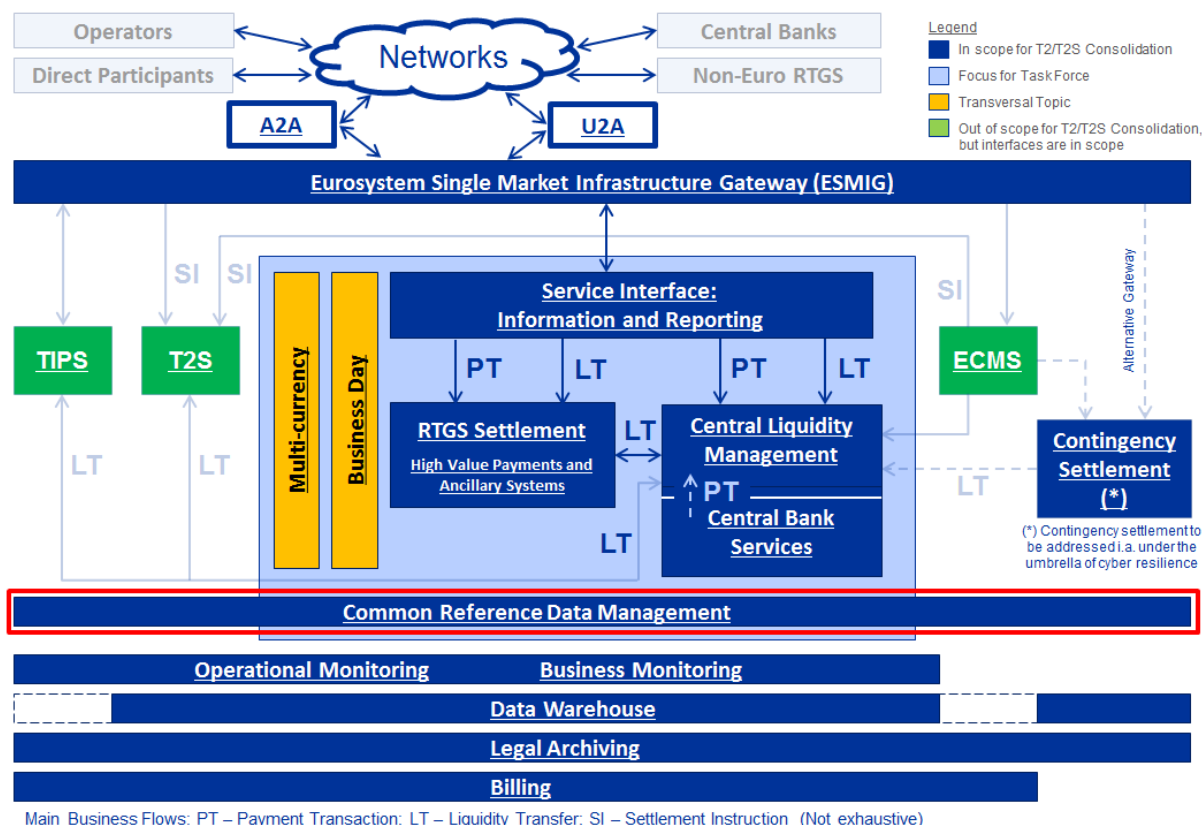 Operators
Central Banks
Networks
Direct Participants
Non-Euro RTGS
Legend
In scope for T2/T2S Consolidation
Focus for Task Force
Transversal Topic
Out of scope for T2/T2S Consolidation,
but interfaces are in scope
A2A
U2A
Eurosystem Single Market Infrastructure Gateway (ESMIG)
SI
SI
SI
Alternative Gateway
Service Interface:
Information and Reporting
TIPS
T2S
ECMS
Multi-currency
Business Day
PT
LT
PT
LT
RTGS Settlement
High Value Payments and
Ancillary Systems
LT
Central Liquidity
Management
PT
Central Bank
Services
Contingency
Settlement
(*)
LT
LT
LT
LT
(*) Contingency settlement to
be addressed i.a. under the
umbrella of cyber resilience
Common Reference Data Management
Operational Monitoring
Business Monitoring
Data Warehouse
Legal Archiving
Billing
Main Business Flows: PT – Payment Transaction; LT – Liquidity Transfer; SI – Settlement Instruction (Not exhaustive)